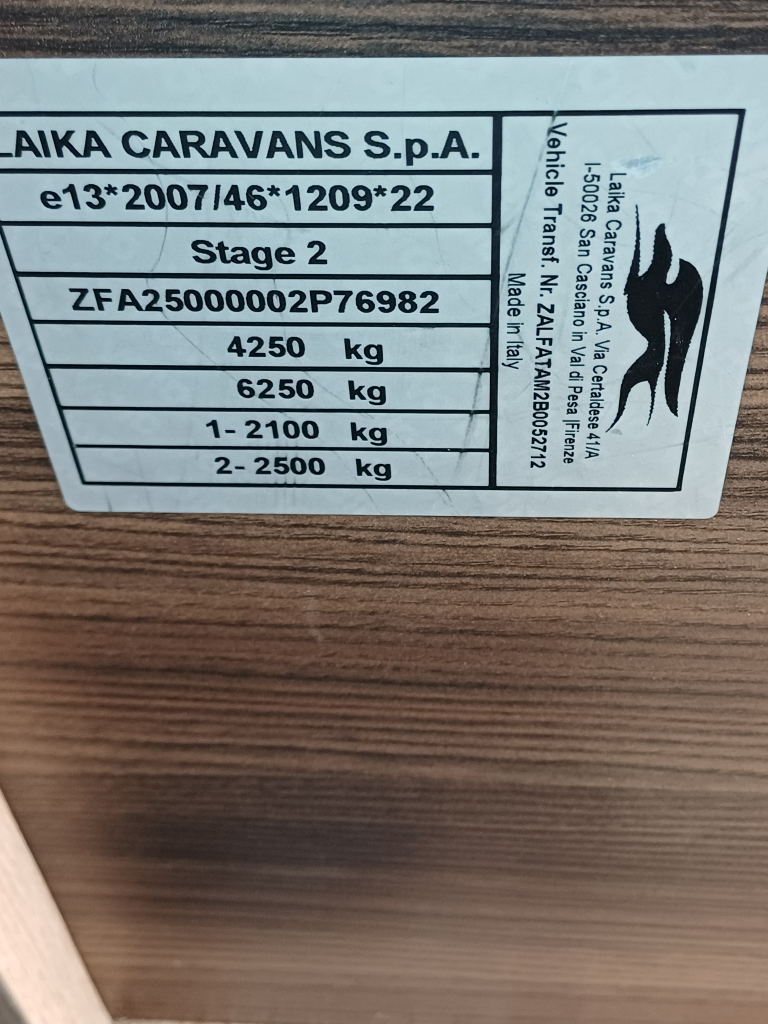 LAIKA CARAVANS S.p.A.
e13*2007/46*1209*22
Stage 2
ZFA25000002P76982
4250 kg
6250 kg
1- 2100 kg
2- 2500 kg
Laika Caravans S.p.A. Via Certaldese 41/A
I-50026 San Casciano in Val di Pesa |Firenze
Vehicle Transf. Nr. ZALFATAM2B0052712
Made in Italy